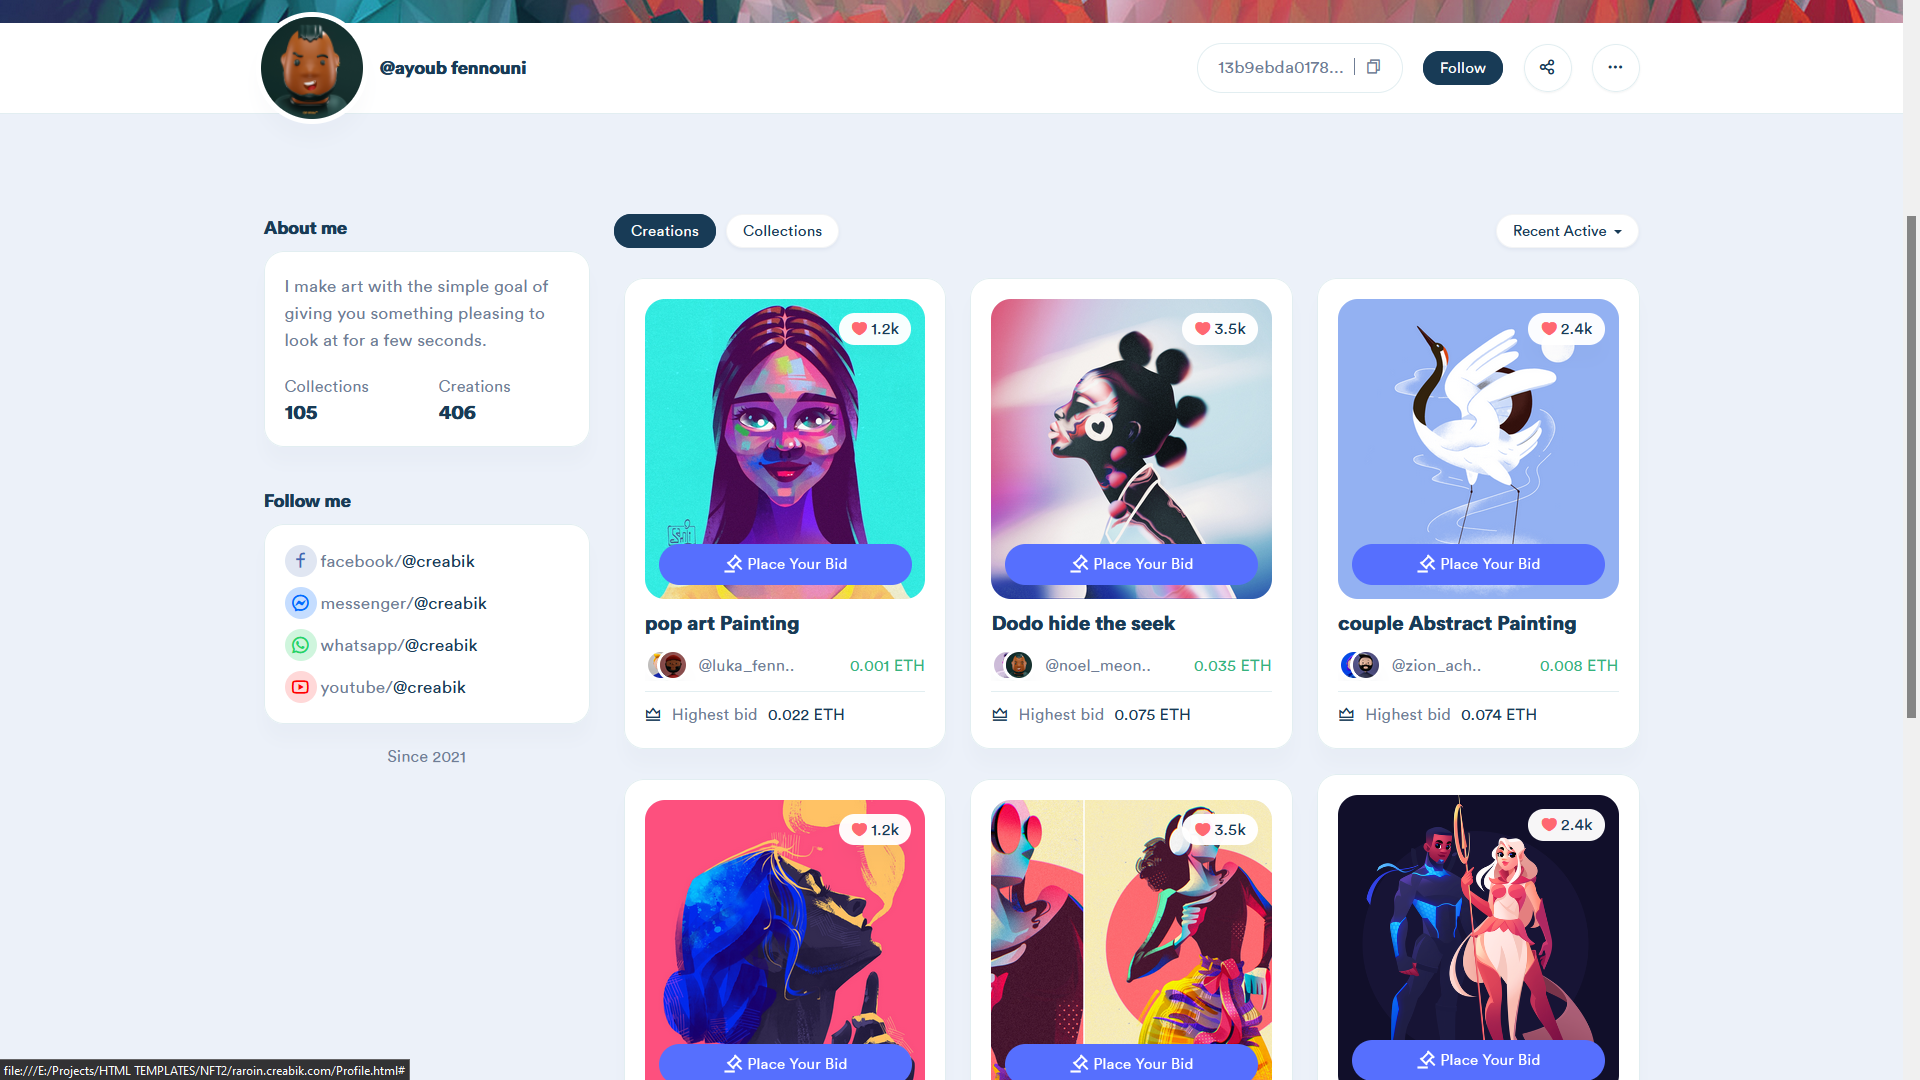 @ayoub fennouni
13b9ebda0178...
Follow
About me
I make art with the simple goal of
giving you something pleasing to
look at for a few seconds.
Collections
105
Creations
406
Follow me
facebook/@creabik
messenger/@creabik
whatsapp/@creabik
youtube/@creabik
Since 2021
Creations
Collections
Recent Active
1.2k
3.5k
2.4k
Place Your Bid
Place Your Bid
Place Your Bid
pop art Painting
@luka_fenn..
0.001 ETH
Highest bid 0.022 ETH
Dodo hide the seek
@noel_meon..
0.035 ETH
Highest bid 0.075 ETH
couple Abstract Painting
@zion_ach..
0.008 ETH
Highest bid 0.074 ETH
1.2k
3.5k
2.4k
Place Your Bid
Place Your Bid
Place Your Bid
file:///E:/Projects/HTML TEMPLATES/NFT2/raroin.creabik.com/Profile.html#